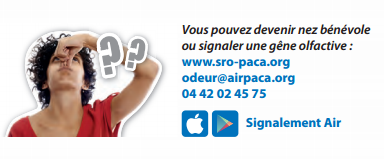 ??
Vous pouvez devenir nez bénévole
ou signaler une gêne olfactive :
www.sro-paca.org
odeur@airpaca.org
04 42 02 45 75
Signalement Air